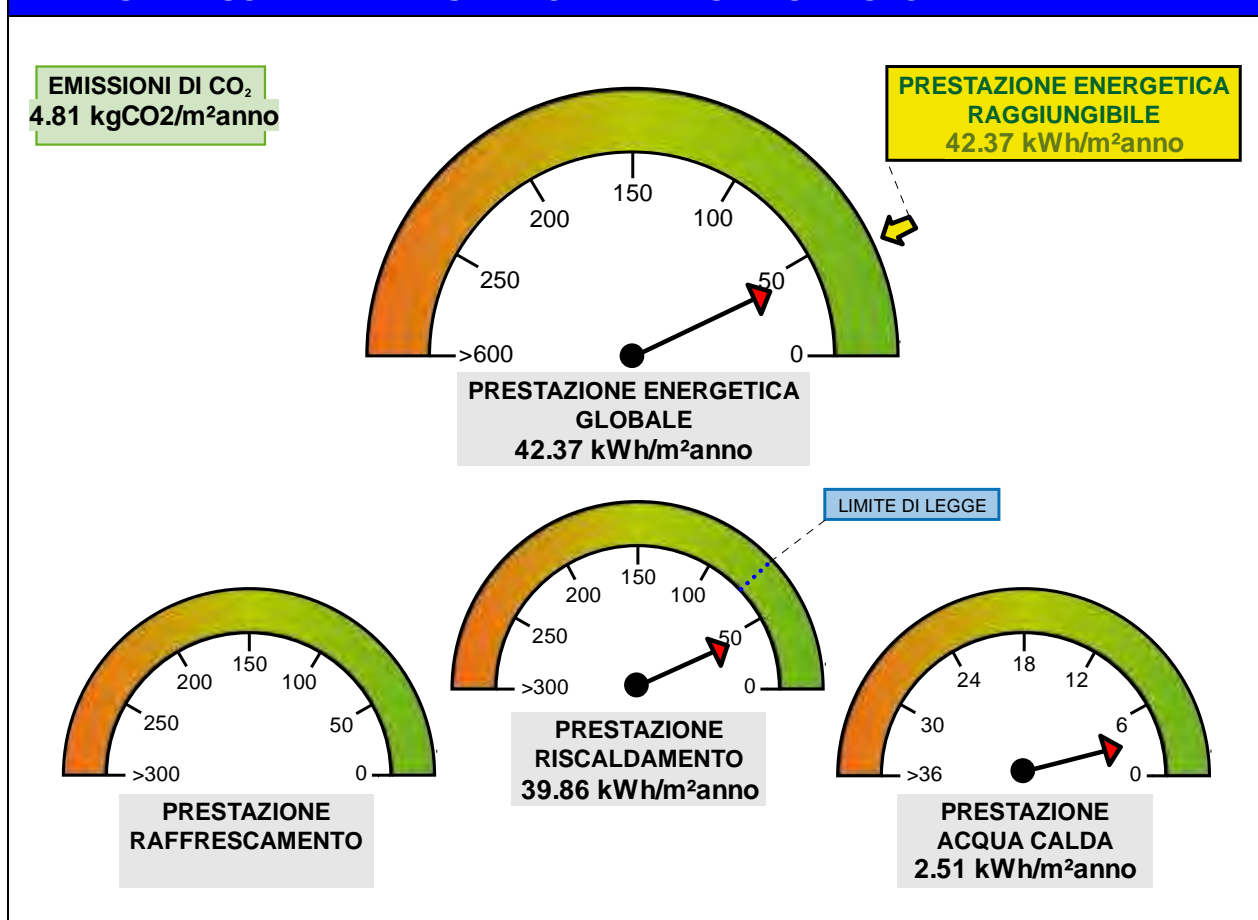 EMISSIONI DI CO₂
4.81 kgCO2/m²anno
PRESTAZIONE ENERGETICA
RAGGIUNGIBILE
42.37 kWh/m²anno
150
200
100
250
50
>600
0
PRESTAZIONE ENERGETICA
GLOBALE
42.37 kWh/m²anno
LIMITE DI LEGGE
150
200
100
250
50
>300
0
PRESTAZIONE
RISCALDAMENTO
39.86 kWh/m²anno
150
200
100
250
50
>300
0
PRESTAZIONE
RAFFRESCAMENTO
18
24
12
30
6
>36
0
PRESTAZIONE
ACQUA CALDA
2.51 kWh/m²anno